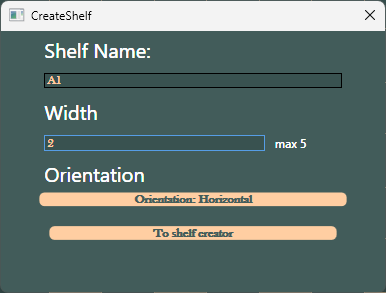 CreateShelf
Shelf Name:
A1
Width
2
max 5
Orientation
Orientation: Horizontal
To shelf creator